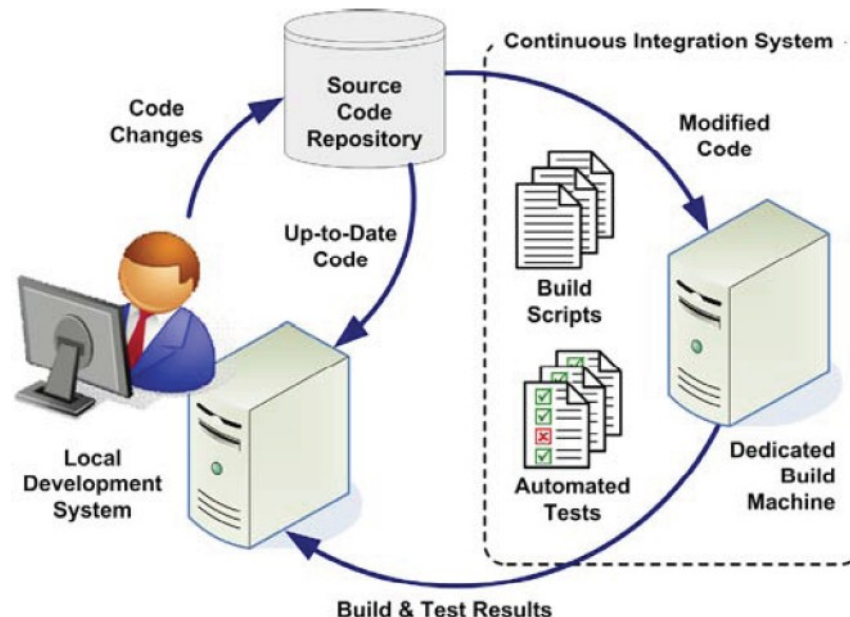 Continuous Integration System
Source
Code
Repository
Code
Changes
Modified
Code
Up-to-Date
Code
Build
Scripts
Automated
Tests
Local
Development
System
Dedicated
Build
Machine
Build & Test Results